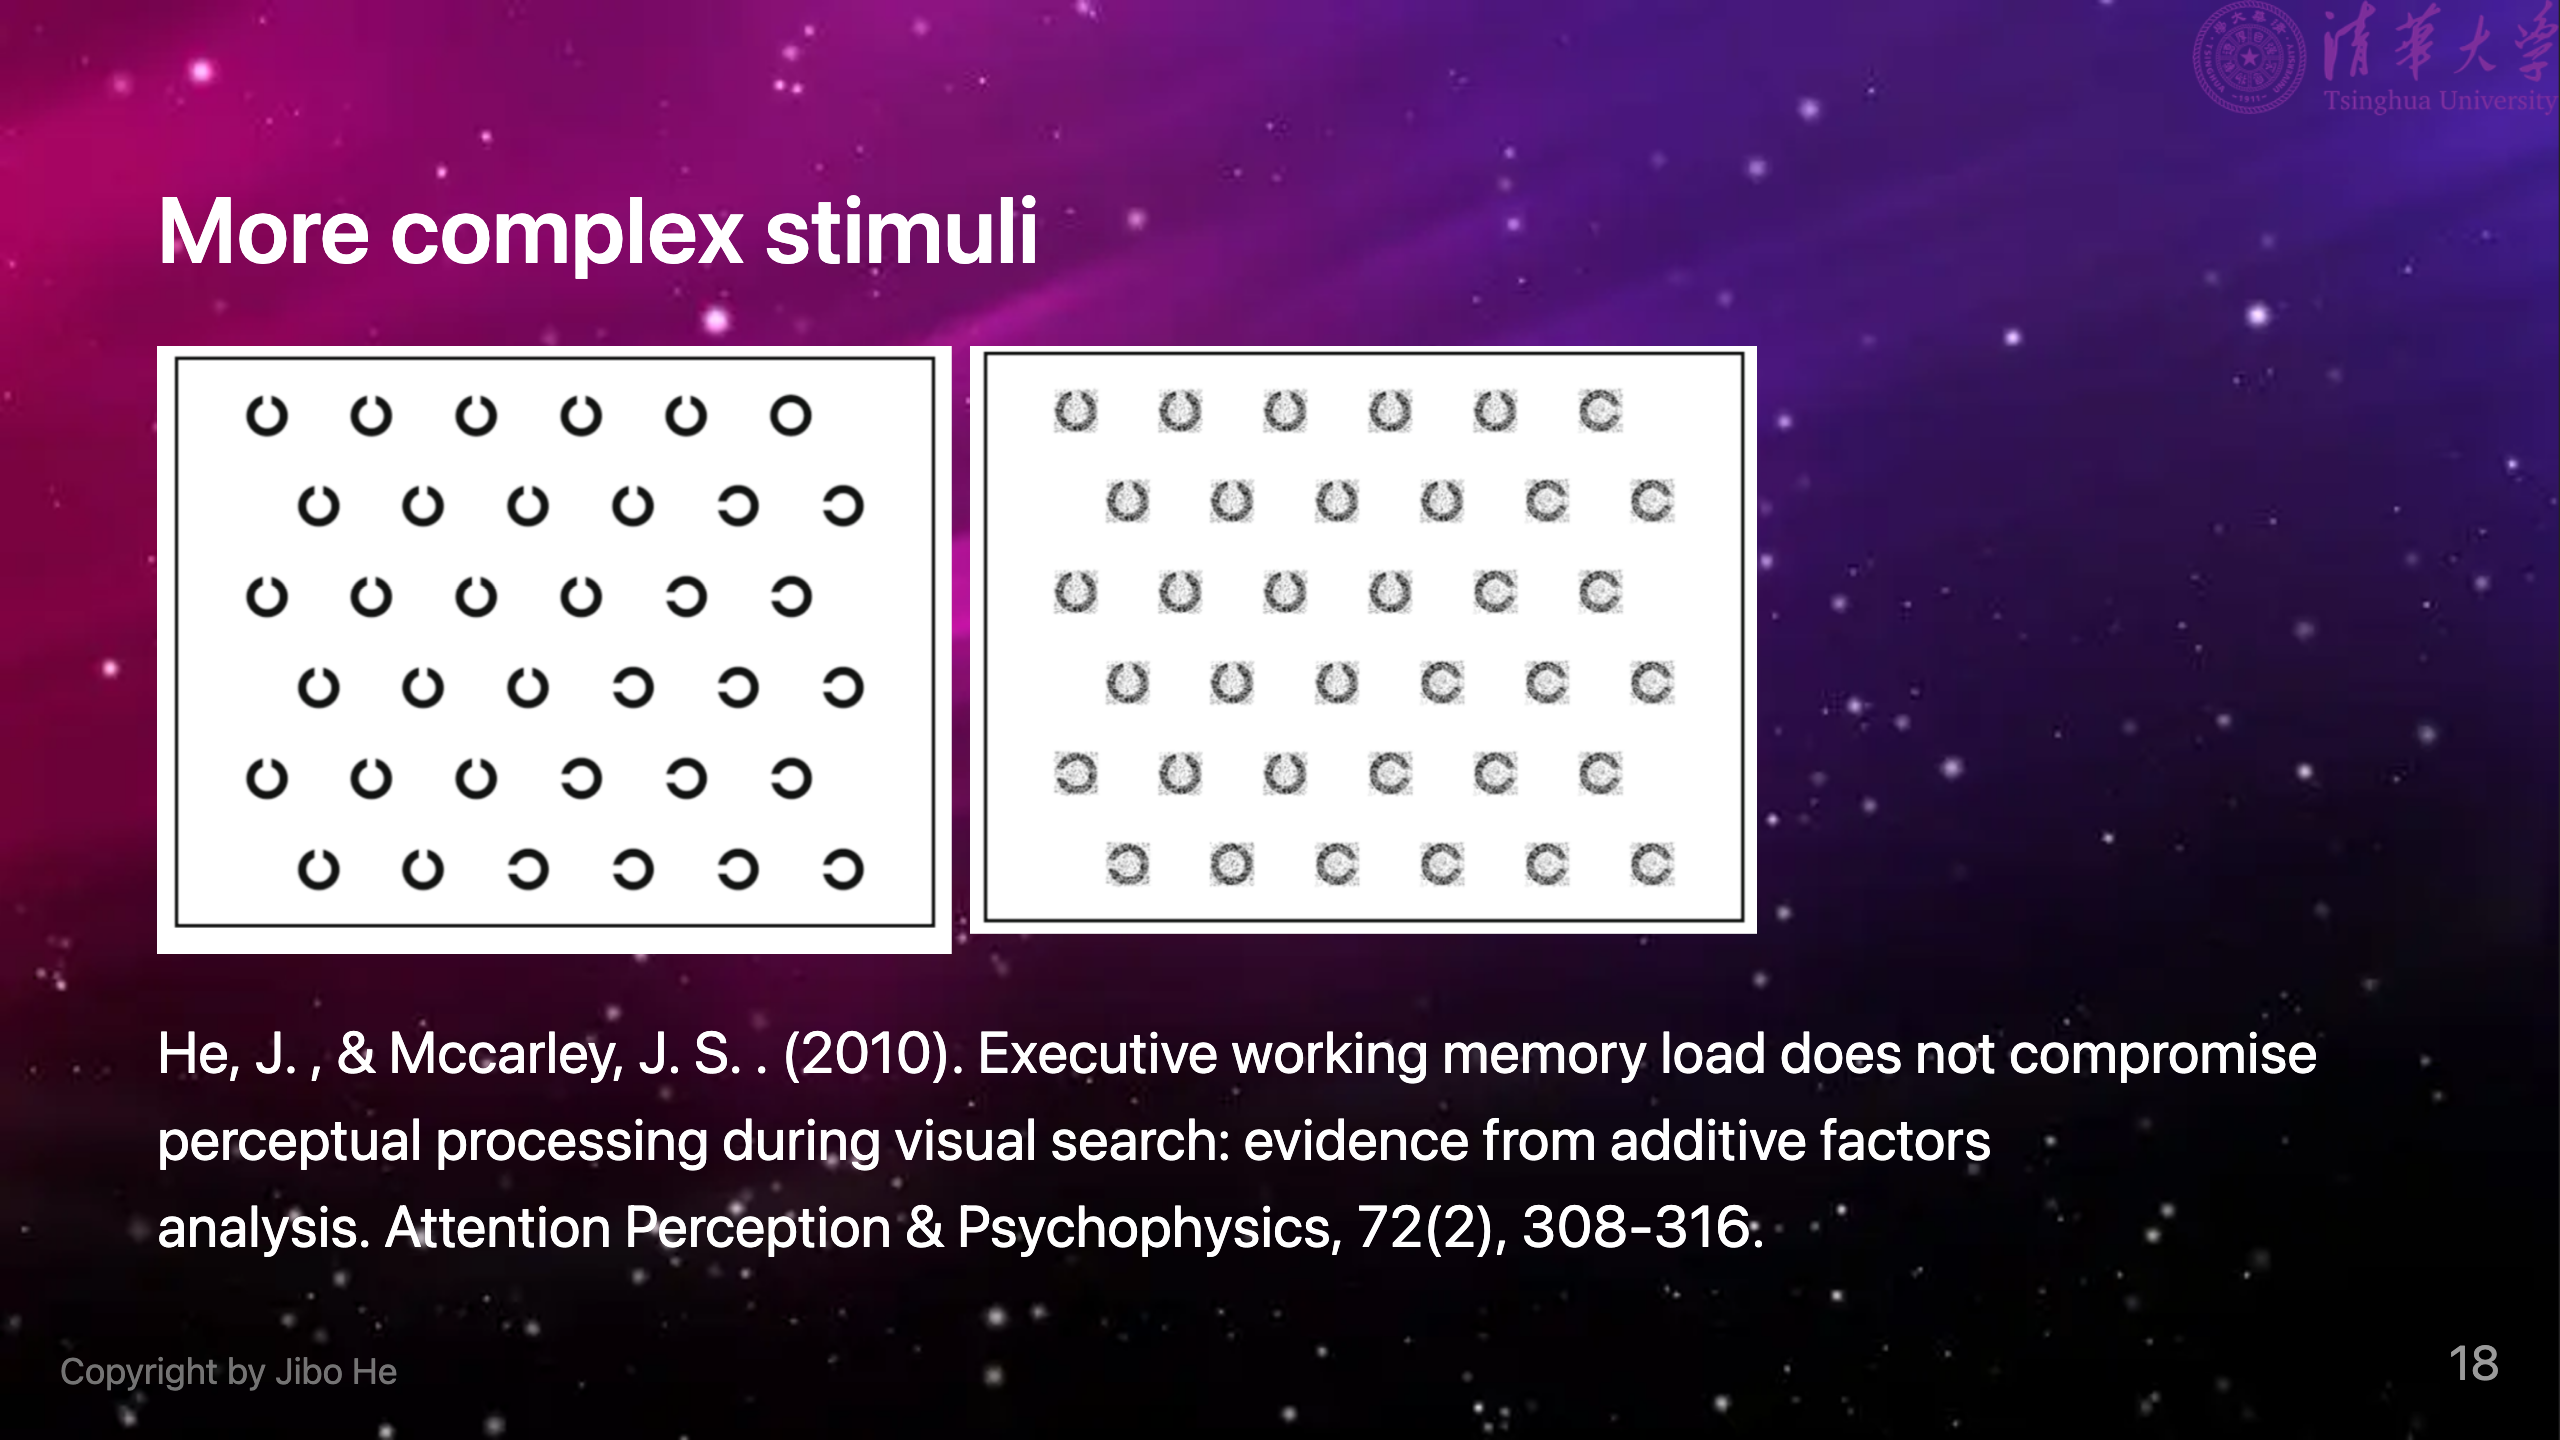 清華大学
Tsinghua University
More complex stimuli
He, J. , & Mccarley, J. S. . (2010). Executive working memory load does not compromise
perceptual processing during visual search: evidence from additive factors
analysis. Attention Perception & Psychophysics, 72(2), 308-316.
Copyright by Jibo He
18